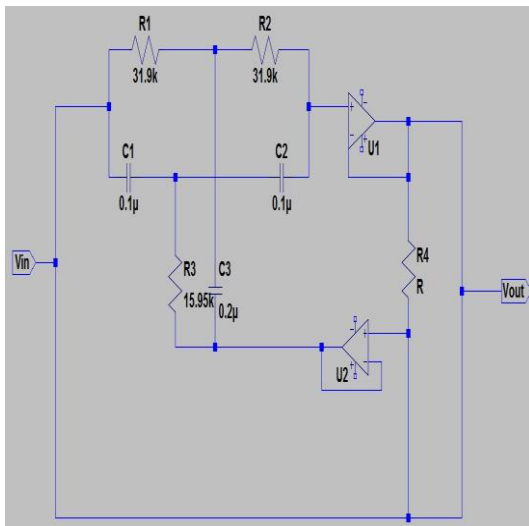 R1
R2
31.9k
31.9k
U1
C1
C2
0.1µ
0.1µ
Vin
R3
C3
R4
15.95k
R
Vout
0.2µ
U2